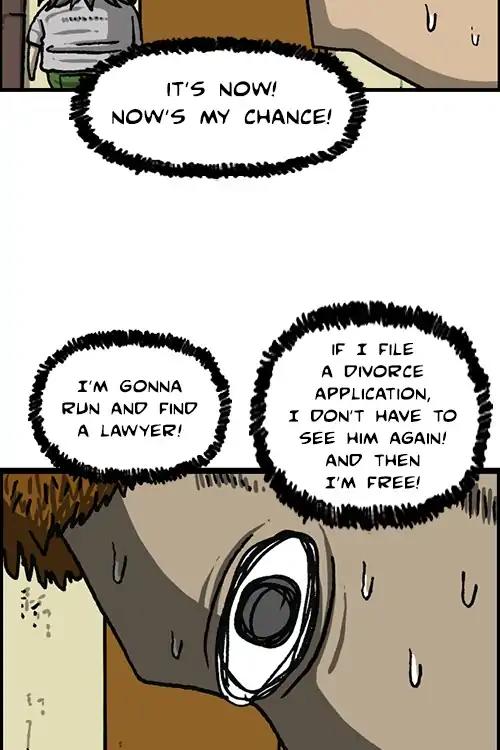 IT'S NOW!
NOW'S MY CHANCE!
I'M GONNA
RUN AND FIND
A LAWYER!
IF I FILE
A DIVORCE
APPLICATION,
I DON'T HAVE TO
SEE HIM AGAIN!
AND THEN
I'M FREE!